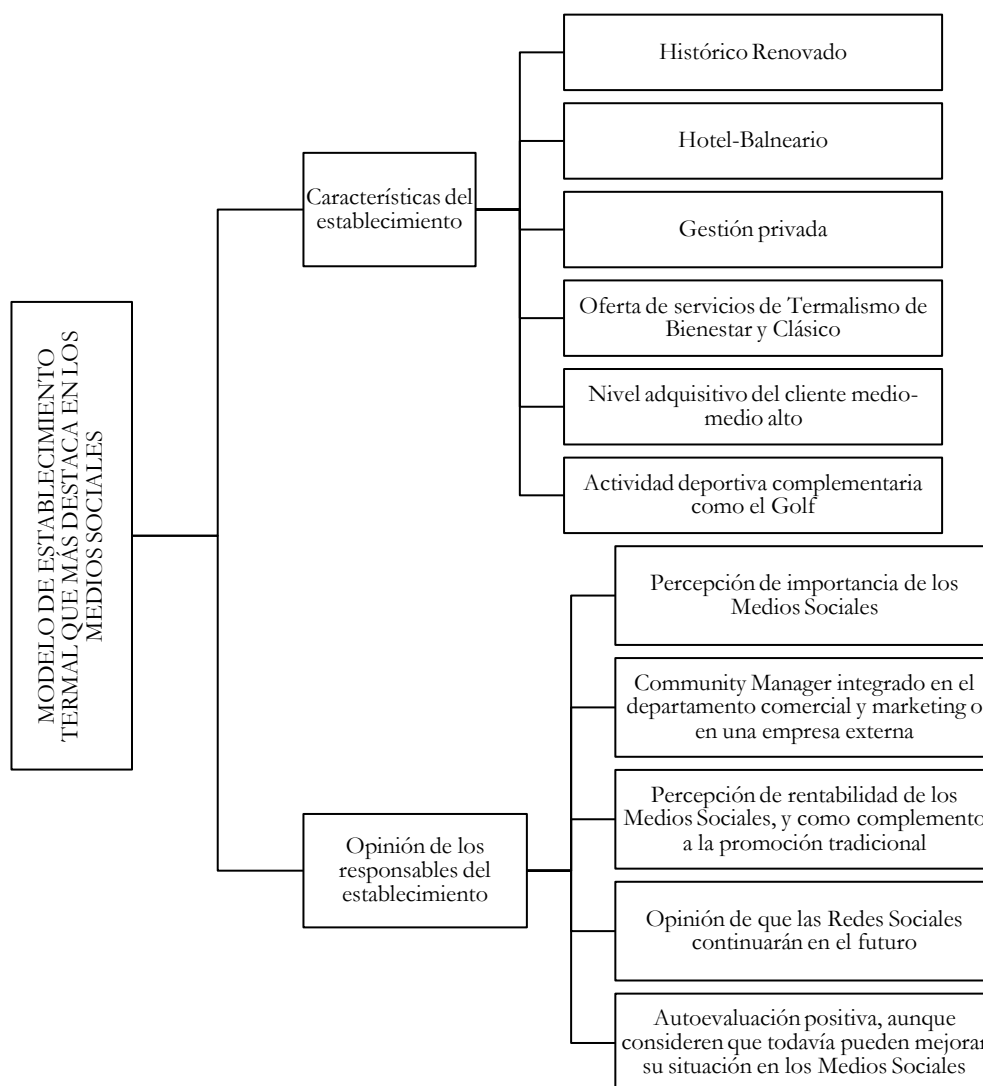 MODELO DE ESTABLECIMIENTO
TERMAL QUE MÁS DESTACA EN LOS
MEDIOS SOCIALES
Características del
establecimiento
Histórico Renovado
Hotel-Balneario
Gestión privada
Oferta de servicios de Termalismo de
Bienestar y Clásico
Nivel adquisitivo del cliente medio-
medio alto
Actividad deportiva complementaria
como el Golf
Opinión de los
responsables del
establecimiento
Percepción de importancia de los
Medios Sociales
Community Manager integrado en el
departamento comercial y marketing o
en una empresa externa
Percepción de rentabilidad de los
Medios Sociales, y como complemento
a la promoción tradicional
Opinión de que las Redes Sociales
continuarán en el futuro
Autoevaluación positiva, aunque
consideren que todavía pueden mejorar
su situación en los Medios Sociales